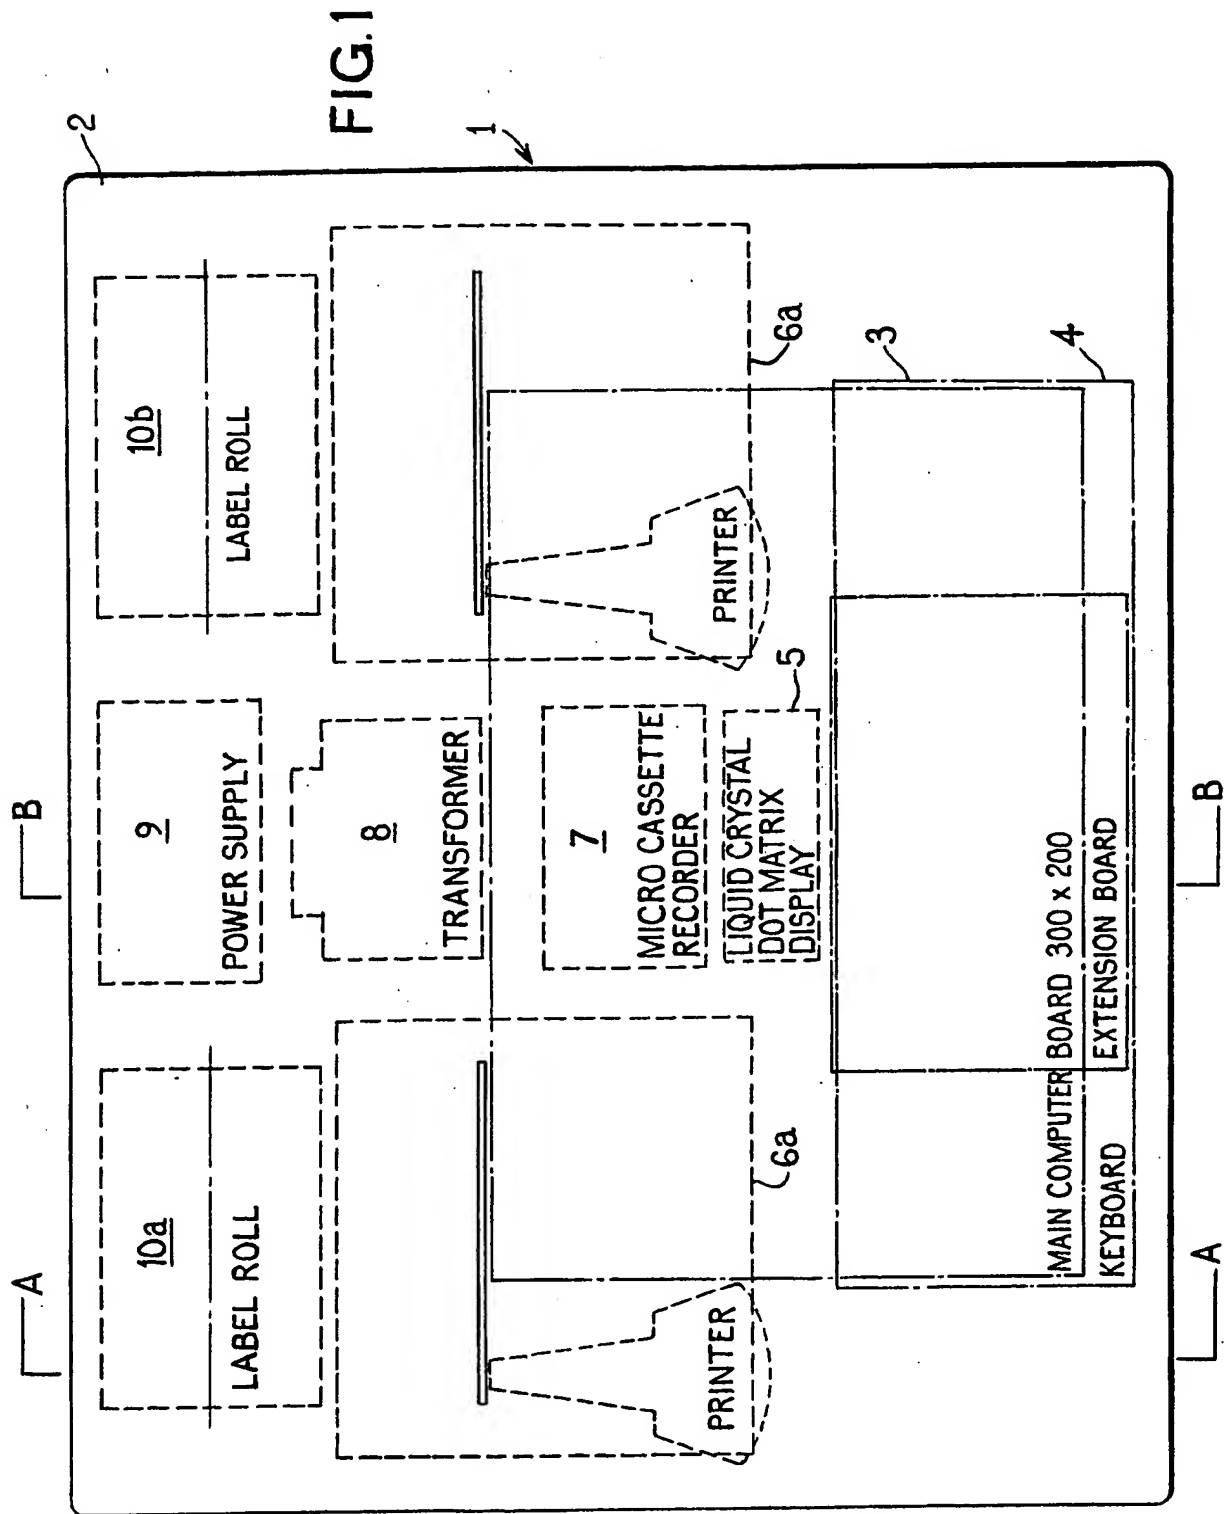 FIG.1
2
1
B
A
10a
LABEL ROLL
9
POWER SUPPLY
10b
LABEL ROLL
8
TRANSFORMER
7
MICRO CASSETTE
RECORDER
LIQUID CRYSTAL
DOT MATRIX
DISPLAY
5
PRINTER
6a
PRINTER
6a
3
4
MAIN COMPUTER BOARD 300 x 200
KEYBOARD
EXTENSION BOARD
A
B